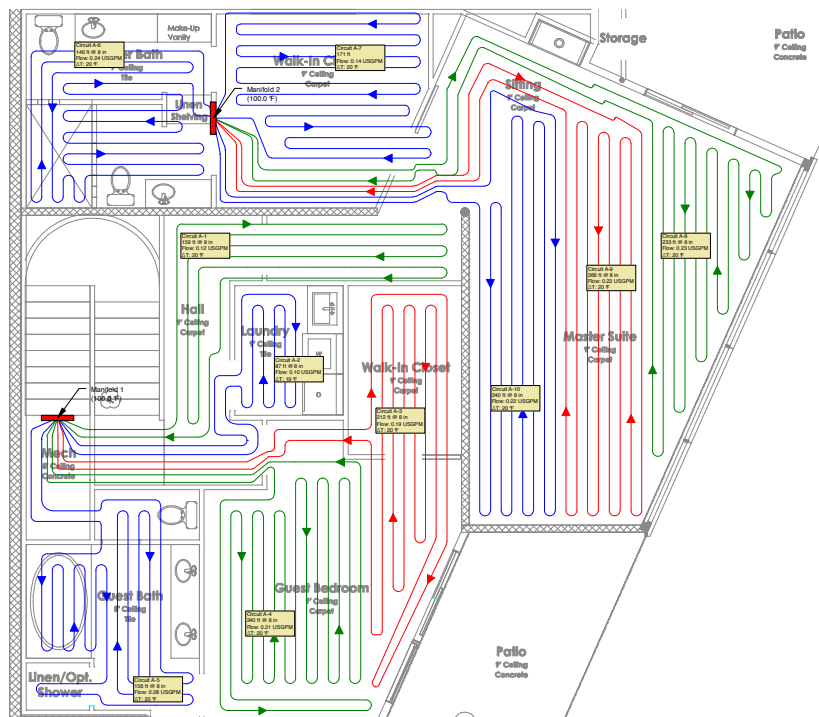 Circuit A-6
146 ft @ 8 in
Flow: 0.24 USGPM
ΔT: 20 °F
Bath
Tile
Make-Up
Vanity
Linen
Shelving
Manifold 2
(100.0 °F)
Circuit A-7
171 ft
Flow: 0.14 USGPM
ΔT: 20 °F
Walk-In
9' Ceiling
Carpet
Storage
Patio
9' Ceiling
Concrete
Sitting
9' Ceiling
Carpet
Circuit A-1
159 ft @ 8 in
Flow: 0.12 USGPM
ΔT: 20 °F
Hall
9' Ceiling
Carpet
Laundry
9' Ceiling
Tile
Circuit A-2
87 ft @ 8 in
Flow: 0.10 USGPM
ΔT: 19 °F
W
D
Walk-In Closet
9' Ceiling
Carpet
Circuit A-3
212 ft @ 8 in
Flow: 0.19 USGPM
ΔT: 20 °F
Circuit A-9
266 ft @ 8 in
Flow: 0.23 USGPM
ΔT: 20 °F
233 ft @ 8 in
Flow: 0.23 USGPM
ΔT: 20 °F
Master Suite
9' Ceiling
Carpet
Circuit A-10
240 ft @ 8 in
Flow: 0.22 USGPM
ΔT: 20 °F
Manifold 1
(100.0 °F)
Mech
Ceiling
Concrete
Guest Bath
Ceiling
Tile
Guest Bedroom
9' Ceiling
Carpet
Circuit A-4
240 ft @ 8 in
Flow: 0.21 USGPM
ΔT: 20 °F
Linen/Opt.
Shower
Circuit A-5
156 ft @ 8 in
Flow: 0.26 USGPM
ΔT: 20 °F
Patio
9' Ceiling
Concrete